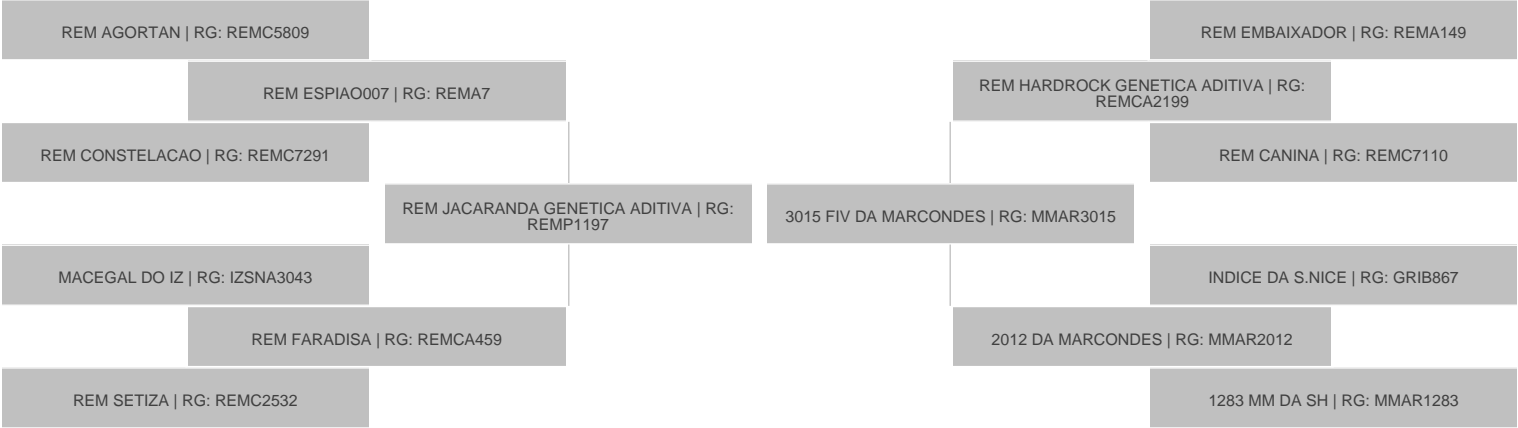 REM AGORTAN | RG: REMC5809
REM EMBAIXADOR | RG: REMA149
REM ESPIAO007 | RG: REMA7
REM HARDROCK GENETICA ADITIVA | RG:
REMCA2199
REM CONSTELACAO | RG: REMC7291
REM CANINA | RG: REMC7110
REM JACARANDA GENETICA ADITIVA | RG:
REMP1197
3015 FIV DA MARCONDES | RG: MMAR3015
MACEGAL DO IZ | RG: IZSNA3043
INDICE DA S.NICE | RG: GRIB867
REM FARADISA | RG: REMCA459
2012 DA MARCONDES | RG: MMAR2012
REM SETIZA | RG: REMC2532
1283 MM DA SH | RG: MMAR1283